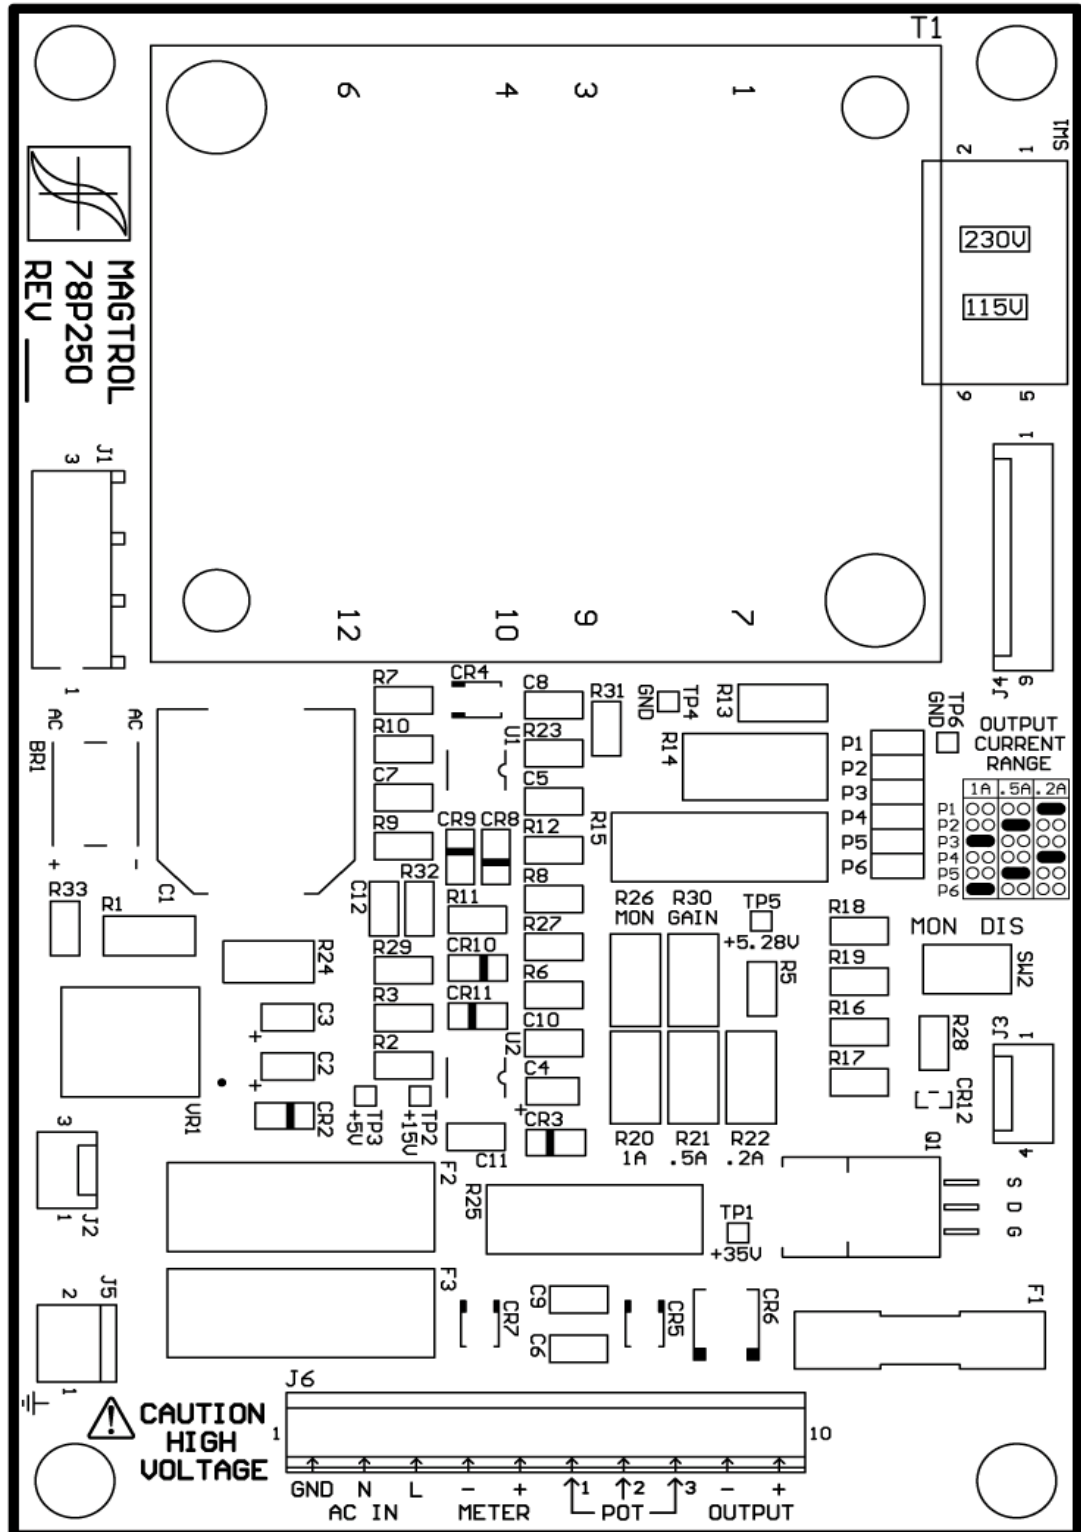 T1
6 4 3 1
SW1
2 1
230V
115V
6 5
MAGTROL
78P250
REV
J1
3
1
12 10 9 7
1
J4
6
R7
CR4
C8
R31
GND
TP4
R13
TP6
GND
OUTPUT
CURRENT
RANGE
1A .5A .2A
P1
P2
P3
P4
P5
P6
P1
P2
P3
P4
P5
P6
AC
AC
BR1
+
-
R10
U1
R23
R14
C7
C5
CR9
CR8
R9
R12
R15
R33
R1
C1
C12
R32
R11
R8
R26
MON
R30
GAIN
TP5
+5.28V
R18
MON DIS
SW2
R24
R29
CR10
R27
R5
R19
C3
+
R3
CR11
R6
R16
R28
J3
1
4
C2
+
R2
U2
C10
R17
CR12
VR1
CR2
TP3
+5V
TP2
+15V
C4
+
CR3
C11
R20
1A
R21
.5A
R22
.2A
Q1
S
D
G
3
1
J2
F2
R25
TP1
+35V
J5
2
1
F3
CR7
C9
C6
CR5
CR6
F1
J6
CAUTION
HIGH
VOLTAGE
1
10
GND N L - + 1 2 3 - +
AC IN METER POT OUTPUT